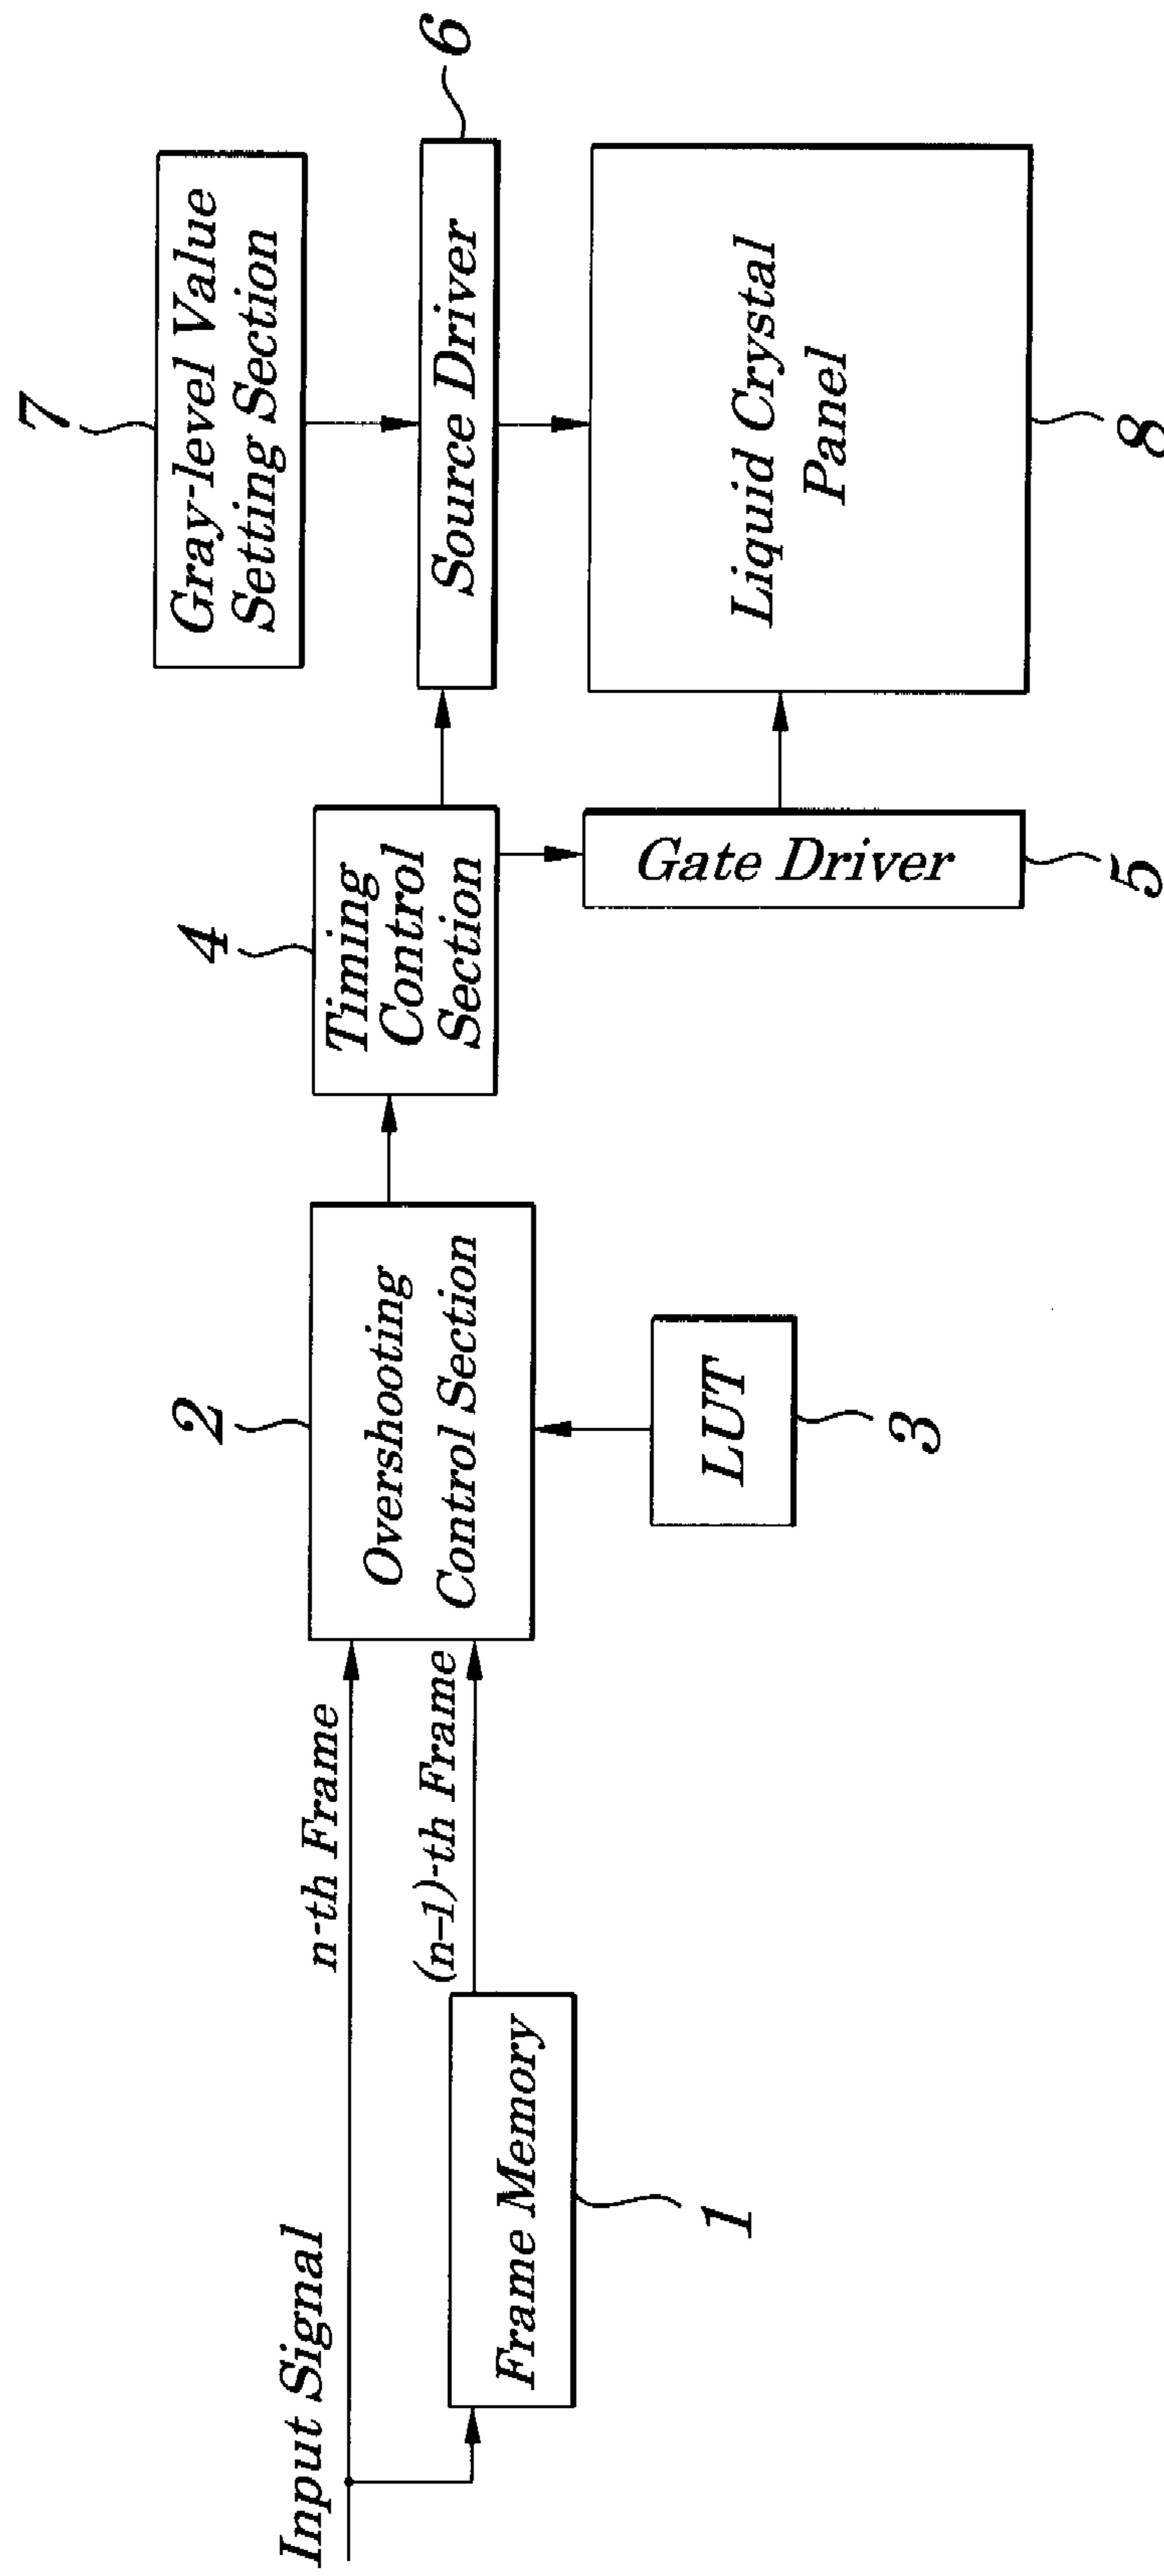 Input Signal
n-th Frame
(n-1)-th Frame
Frame Memory
1
2
Overshooting
Control Section
LUT
3
4
Timing
Control
Section
Gate Driver
5
7
Gray-level Value
Setting Section
Source Driver
6
Liquid Crystal
Panel
8